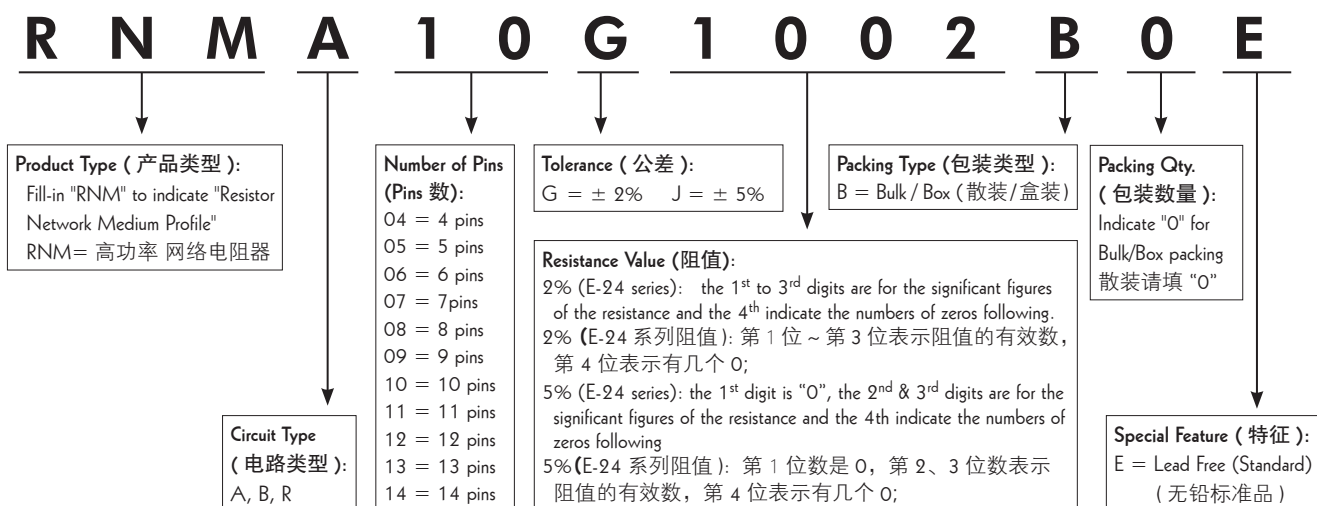 R N M A 1 0 G 1 0 0 2 B 0 E
Product Type ( 产品类型 ):
Fill-in "RNM" to indicate "Resistor
Network Medium Profile"
RNM= 高功率 网络电阻器
Circuit Type
( 电路类型 ):
A, B, R
Number of Pins
(Pins 数):
04 = 4 pins
05 = 5 pins
06 = 6 pins
07 = 7pins
08 = 8 pins
09 = 9 pins
10 = 10 pins
11 = 11 pins
12 = 12 pins
13 = 13 pins
14 = 14 pins
Tolerance ( 公差 ):
G = ± 2% J = ± 5%
Resistance Value (阻值):
2% (E-24 series): the 1st to 3rd digits are for the significant figures
of the resistance and the 4th indicate the numbers of zeros following.
2% (E-24 系列阻值 ): 第 1 位 ~ 第 3 位表示阻值的有效数，
第 4 位表示有几个 0;
5% (E-24 series): the 1st digit is “0”, the 2nd & 3rd digits are for the
significant figures of the resistance and the 4th indicate the numbers of
zeros following
5%(E-24 系列阻值 ): 第 1 位数是 0，第 2、3 位数表示
阻值的有效数，第 4 位表示有几个 0;
Packing Type (包装类型 ):
B = Bulk / Box ( 散装/盒装)
Packing Qty.
( 包装数量 ):
Indicate "0" for
Bulk/Box packing
散装请填 “0”
Special Feature ( 特征 ):
E = Lead Free (Standard)
( 无铅标准品 )